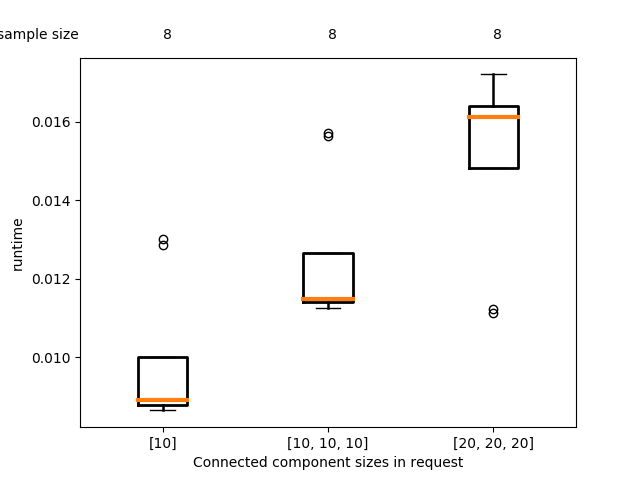 sample size 8 8 8
0.016
0.014
0.012
0.010
runtime
[10] [10, 10, 10] [20, 20, 20]
Connected component sizes in request